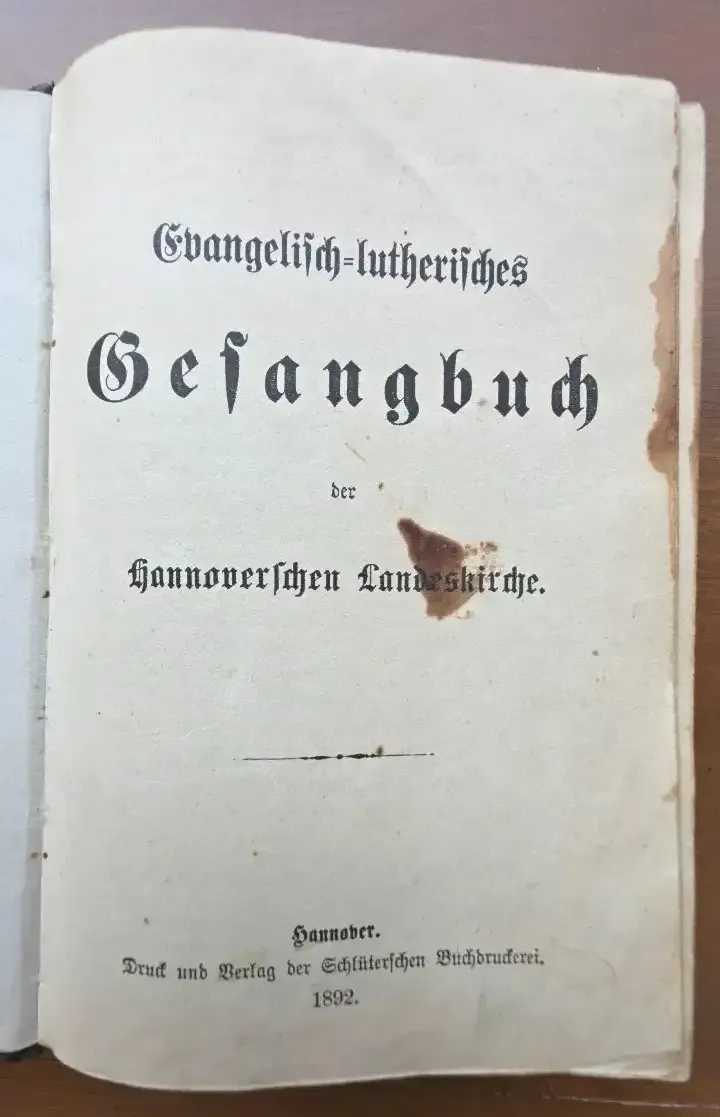 Evangelisch-lutherisches
Gesangbuch
der
Hannoverschen Landeskirche.
Hannover.
Druck und Verlag der Schlüterschen Buchdruckerei.
1892.